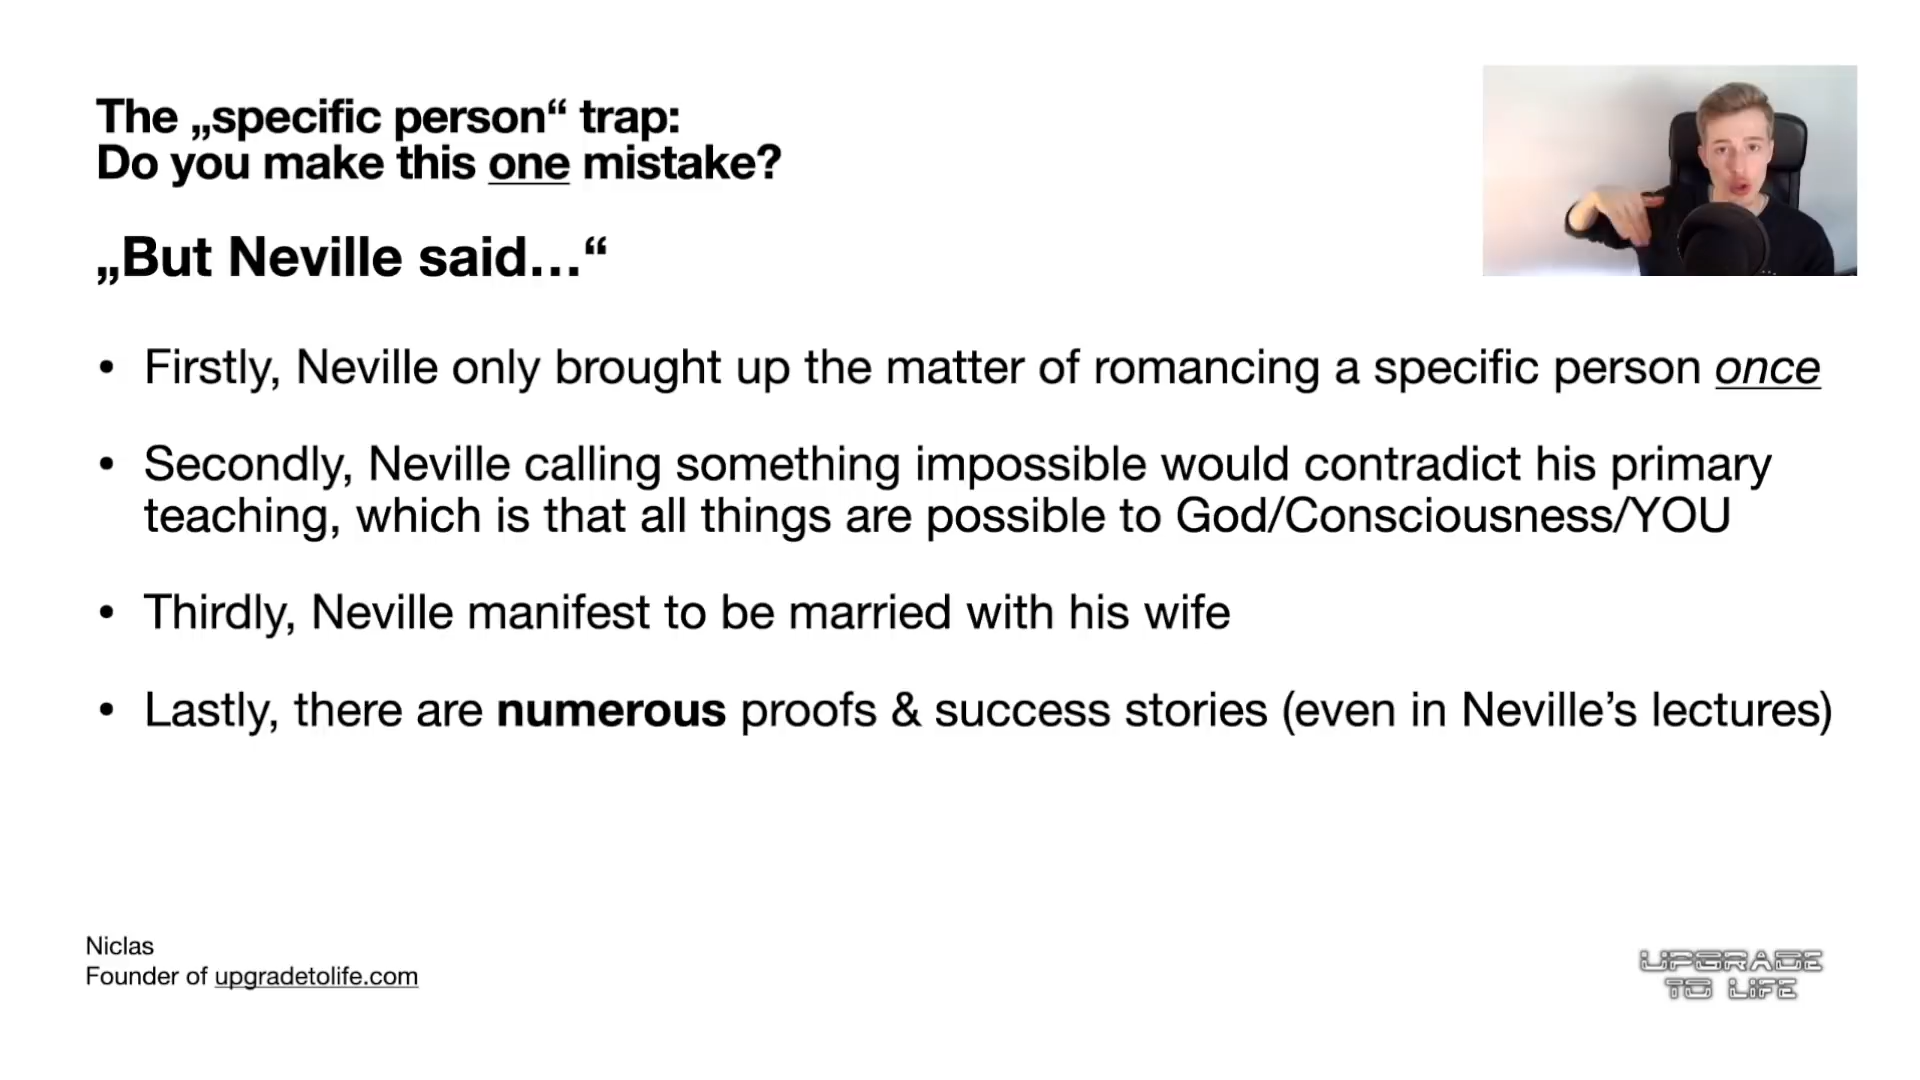 The „specific person“ trap:
Do you make this one mistake?
„But Neville said…“
• Firstly, Neville only brought up the matter of romancing a specific person once
• Secondly, Neville calling something impossible would contradict his primary
teaching, which is that all things are possible to God/Consciousness/YOU
• Thirdly, Neville manifest to be married with his wife
• Lastly, there are numerous proofs & success stories (even in Neville’s lectures)
Niclas
Founder of upgradetolife.com
UPGRADE
TO LIFE